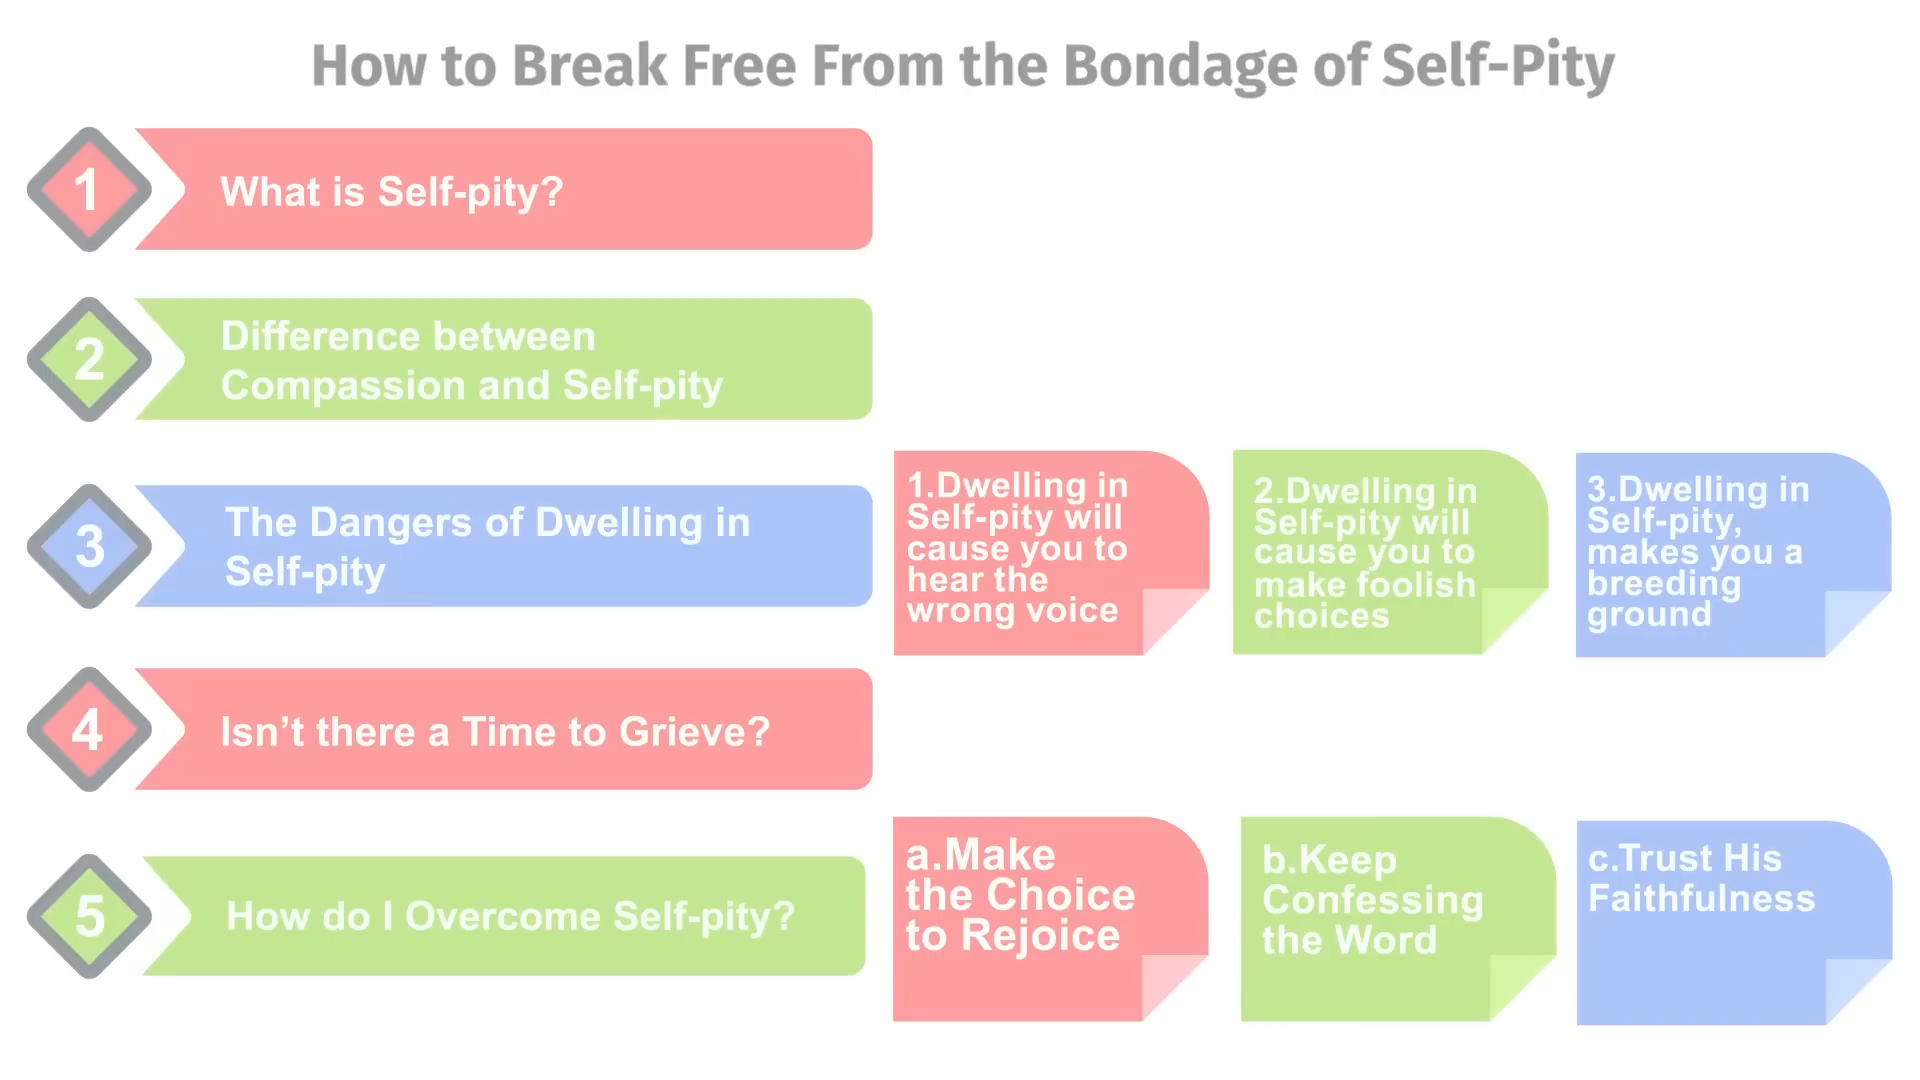 How to Break Free From the Bondage of Self-Pity
1
What is Self-pity?
2
Difference between
Compassion and Self-pity
3
The Dangers of Dwelling in
Self-pity
1.Dwelling in
Self-pity will
cause you to
hear the
wrong voice
2.Dwelling in
Self-pity will
cause you to
make foolish
choices
3.Dwelling in
Self-pity,
makes you a
breeding
ground
4
Isn’t there a Time to Grieve?
5
How do I Overcome Self-pity?
a.Make
the Choice
to Rejoice
b.Keep
Confessing
the Word
c.Trust His
Faithfulness